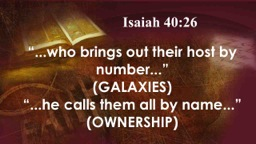 Isaiah 40:26
“...who brings out their host by
number...”
(GALAXIES)
“...he calls them all by name...”
(OWNERSHIP)